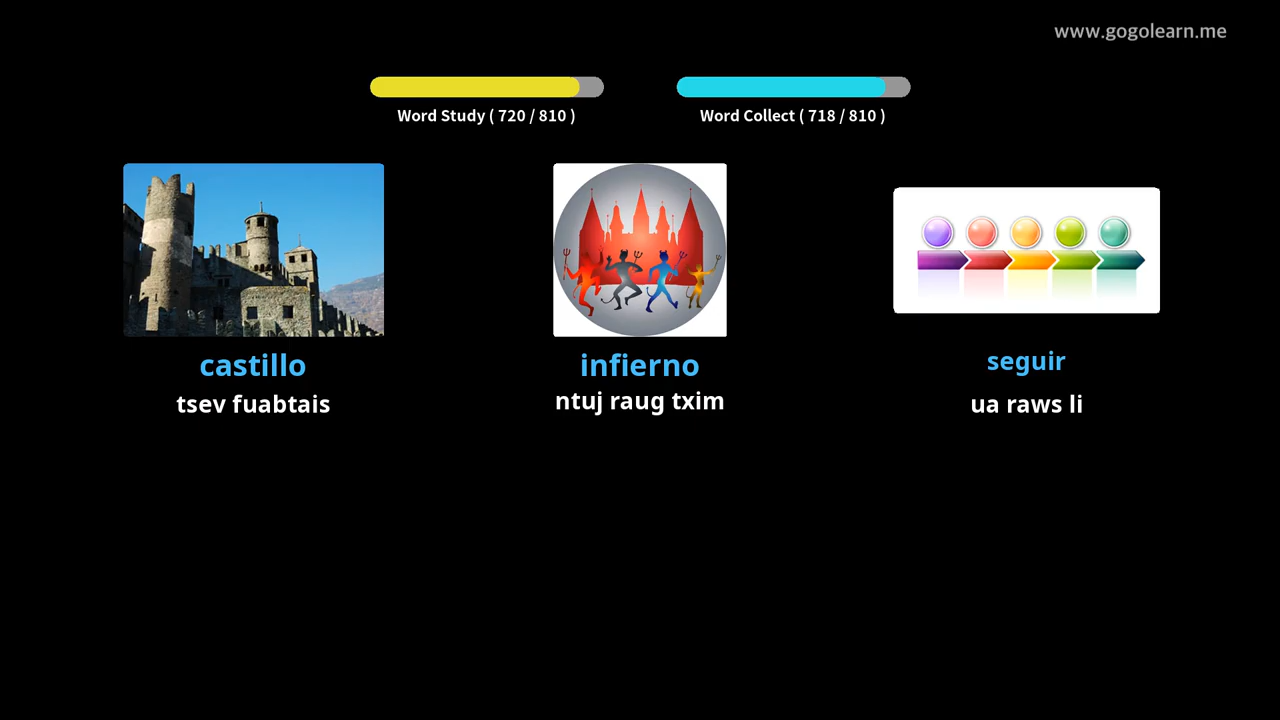 www.gogolearn.me
Word Study ( 720 / 810 )
Word Collect ( 718 / 810 )
castillo
tsev fuabtais
infierno
ntuj raug txim
seguir
ua raws li